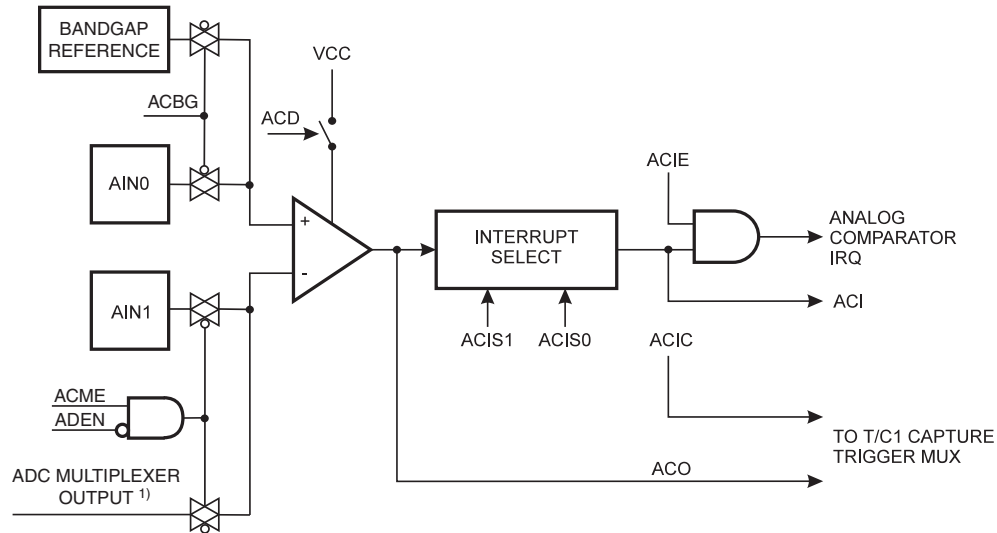 BANDGAP
REFERENCE
VCC
ACBG
ACD
AIN0
ACIE
+
INTERRUPT
SELECT
ANALOG
COMPARATOR
IRQ
-
AIN1
ACI
ACIS1 ACIS0
ACIC
ACME
ADEN
TO T/C1 CAPTURE
TRIGGER MUX
ACO
ADC MULTIPLEXER
OUTPUT 1)